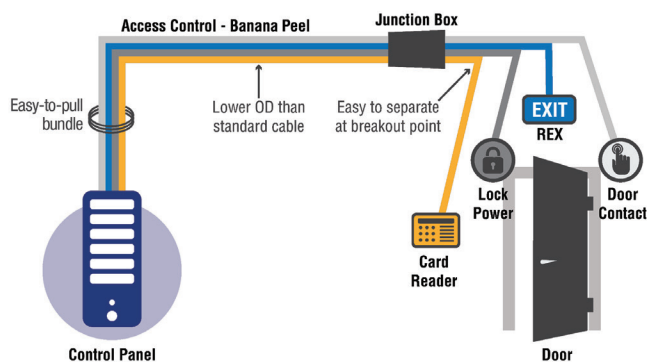 Access Control - Banana Peel
Junction Box
Easy-to-pull
bundle
Lower OD than
standard cable
Easy to separate
at breakout point
EXIT
REX
Lock
Power
Door
Contact
Card
Reader
Control Panel
Door